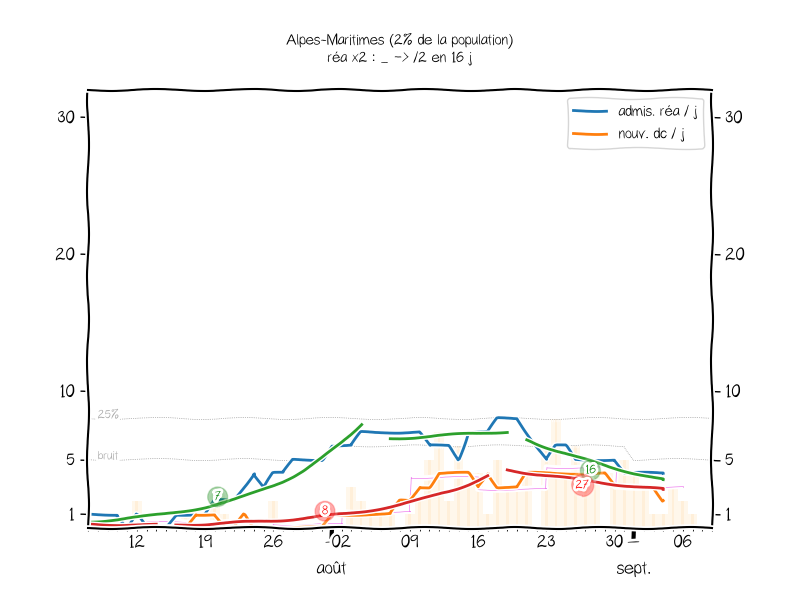 Alpes-Maritimes (2% de la population)
réa x2 : _ -> /2 en 16 j
admis. réa / j
nouv. dc / j
30 30
20 20
10 10
25%
bruit
5 5
1 1
7
8
16
27
12 19 26 02 09 16 23 30 06
août sept.